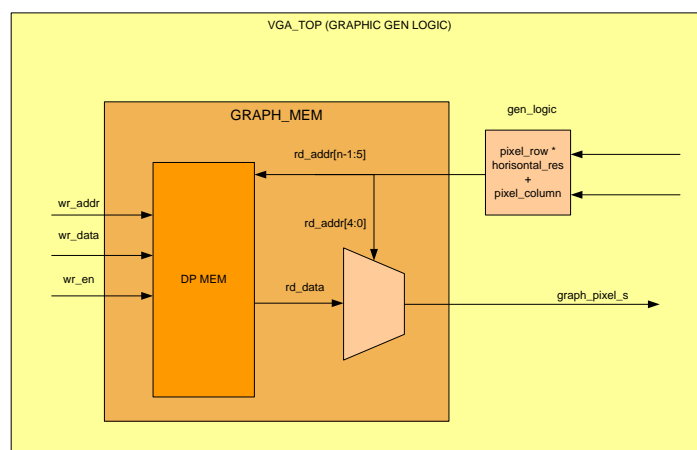 VGA_TOP (GRAPHIC GEN LOGIC)
gen_logic
GRAPH_MEM
pixel_row *
horisontal_res
+
pixel_column
rd_addr[n-1:5]
wr_addr
rd_addr[4:0]
wr_data
DP MEM
wr_en
rd_data
graph_pixel_s